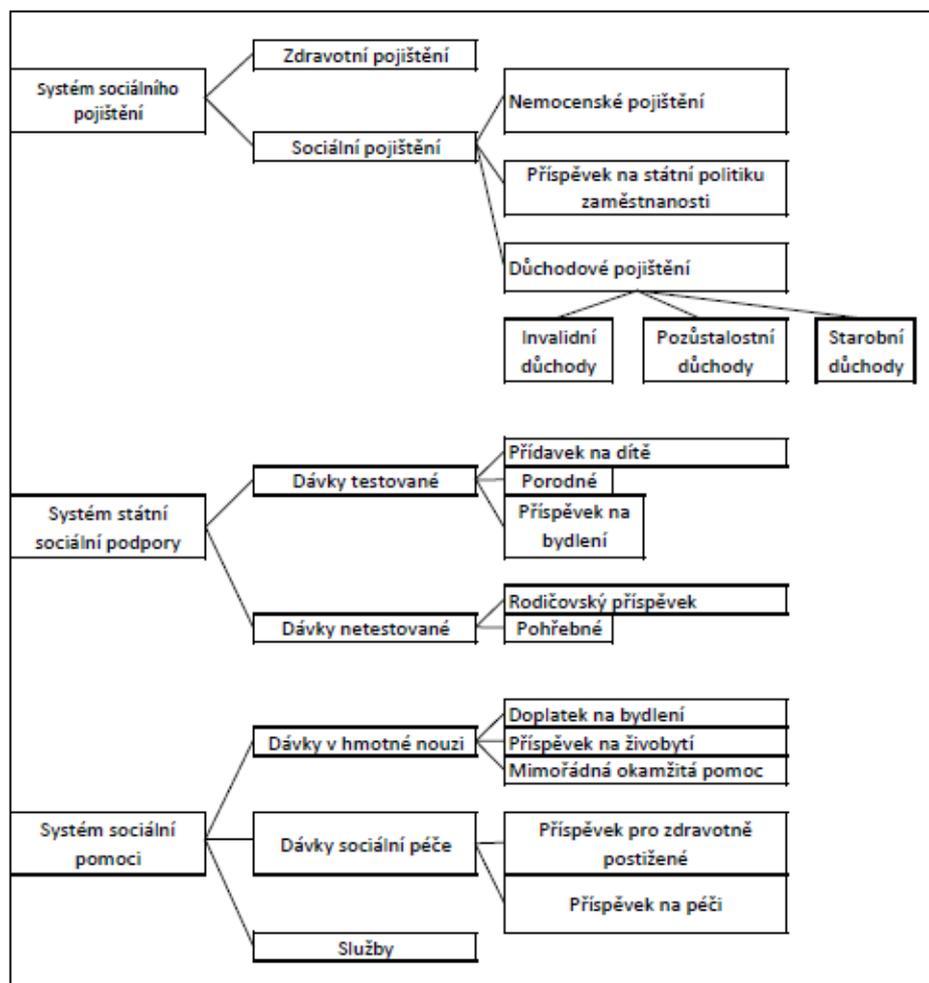 Zdravotní pojištění
Systém sociálního
pojištění
Nemocenské pojištění
Sociální pojištění
Příspěvek na státní politiku
zaměstnanosti
Důchodové pojištění
Invalidní
důchody
Pozůstalostní
důchody
Starobní
důchody
Přídavek na dítě
Dávky testované
Porodné
Systém státní
sociální podpory
Příspěvek na
bydlení
Rodičovský příspěvek
Dávky netestované
Pohřebné
Doplatek na bydlení
Dávky v hmotné nouzi
Příspěvek na živobytí
Mimořádná okamžitá pomoc
Systém sociální
pomoci
Dávky sociální péče
Příspěvek pro zdravotně
postižené
Příspěvek na péči
Služby